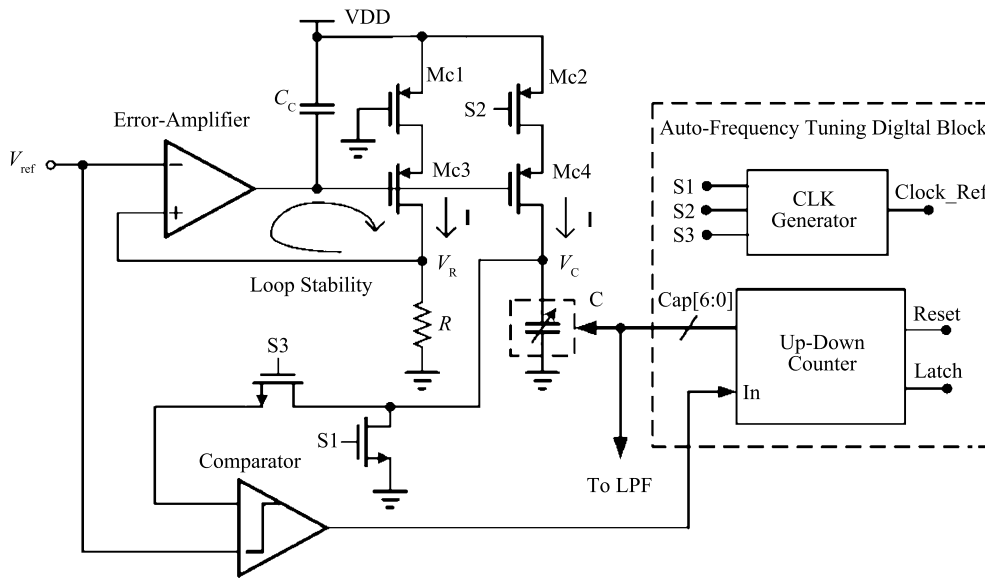 VDD
Mc1
Mc2
C_C
S2
Error-Amplifier
Auto-Frequency Tuning Digltal Block
V_ref
−
Mc3
Mc4
S1
S2
S3
CLK
Generator
Clock_Ref
+
I
I
Loop Stability
V_R
V_C
R
C
Cap[6:0]
Up-Down
Counter
Reset
Latch
In
S3
S1
Comparator
To LPF